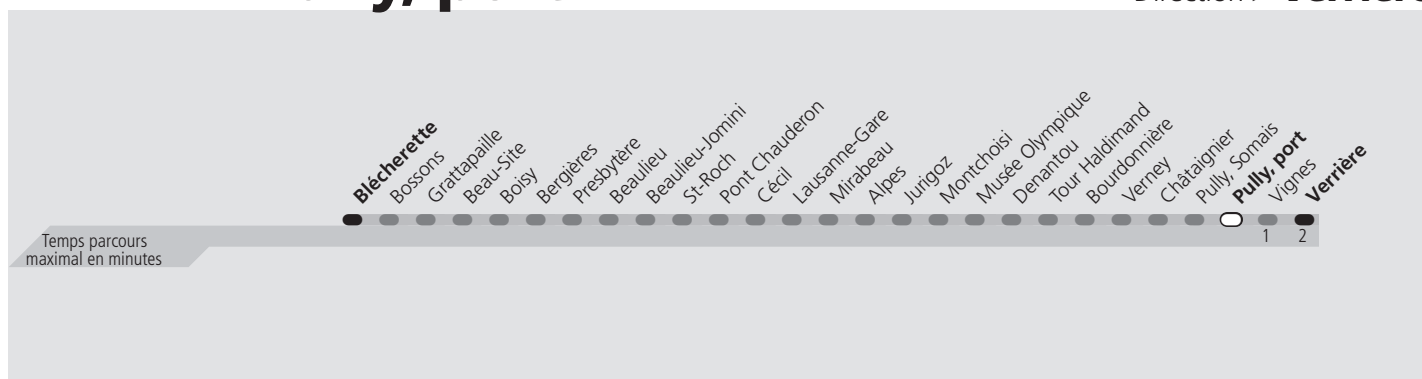 Direction :
Blécherette
Bossons
Grattapaille
Beau-Site
Boisy
Bergières
Presbytère
Beaulieu
Beaulieu-Jomini
St-Roch
Pont Chauderon
Cécil
Lausanne-Gare
Mirabeau
Alpes
Jurigoz
Montchoisi
Musée Olympique
Denantou
Tour Haldimand
Bourdonnière
Verney
Châtaignier
Pully, Somais
Pully, port
Vignes
Verrière
Temps parcours
maximal en minutes
1 2